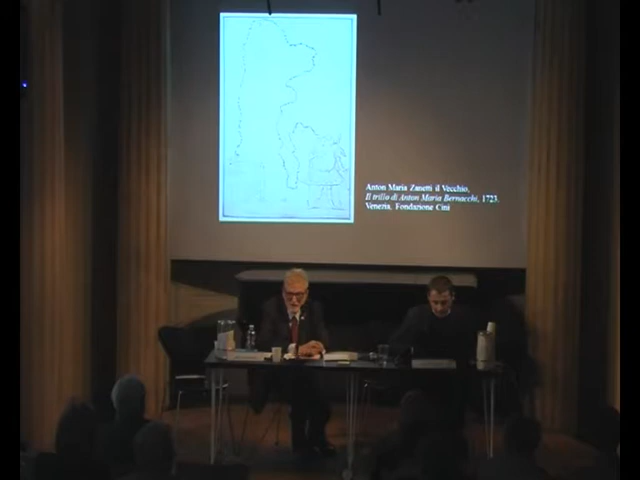 Anton Maria Zanetti il Vecchio,
Il trillo di Anton Maria Bernacchi, 1723.
Venezia, Fondazione Cini